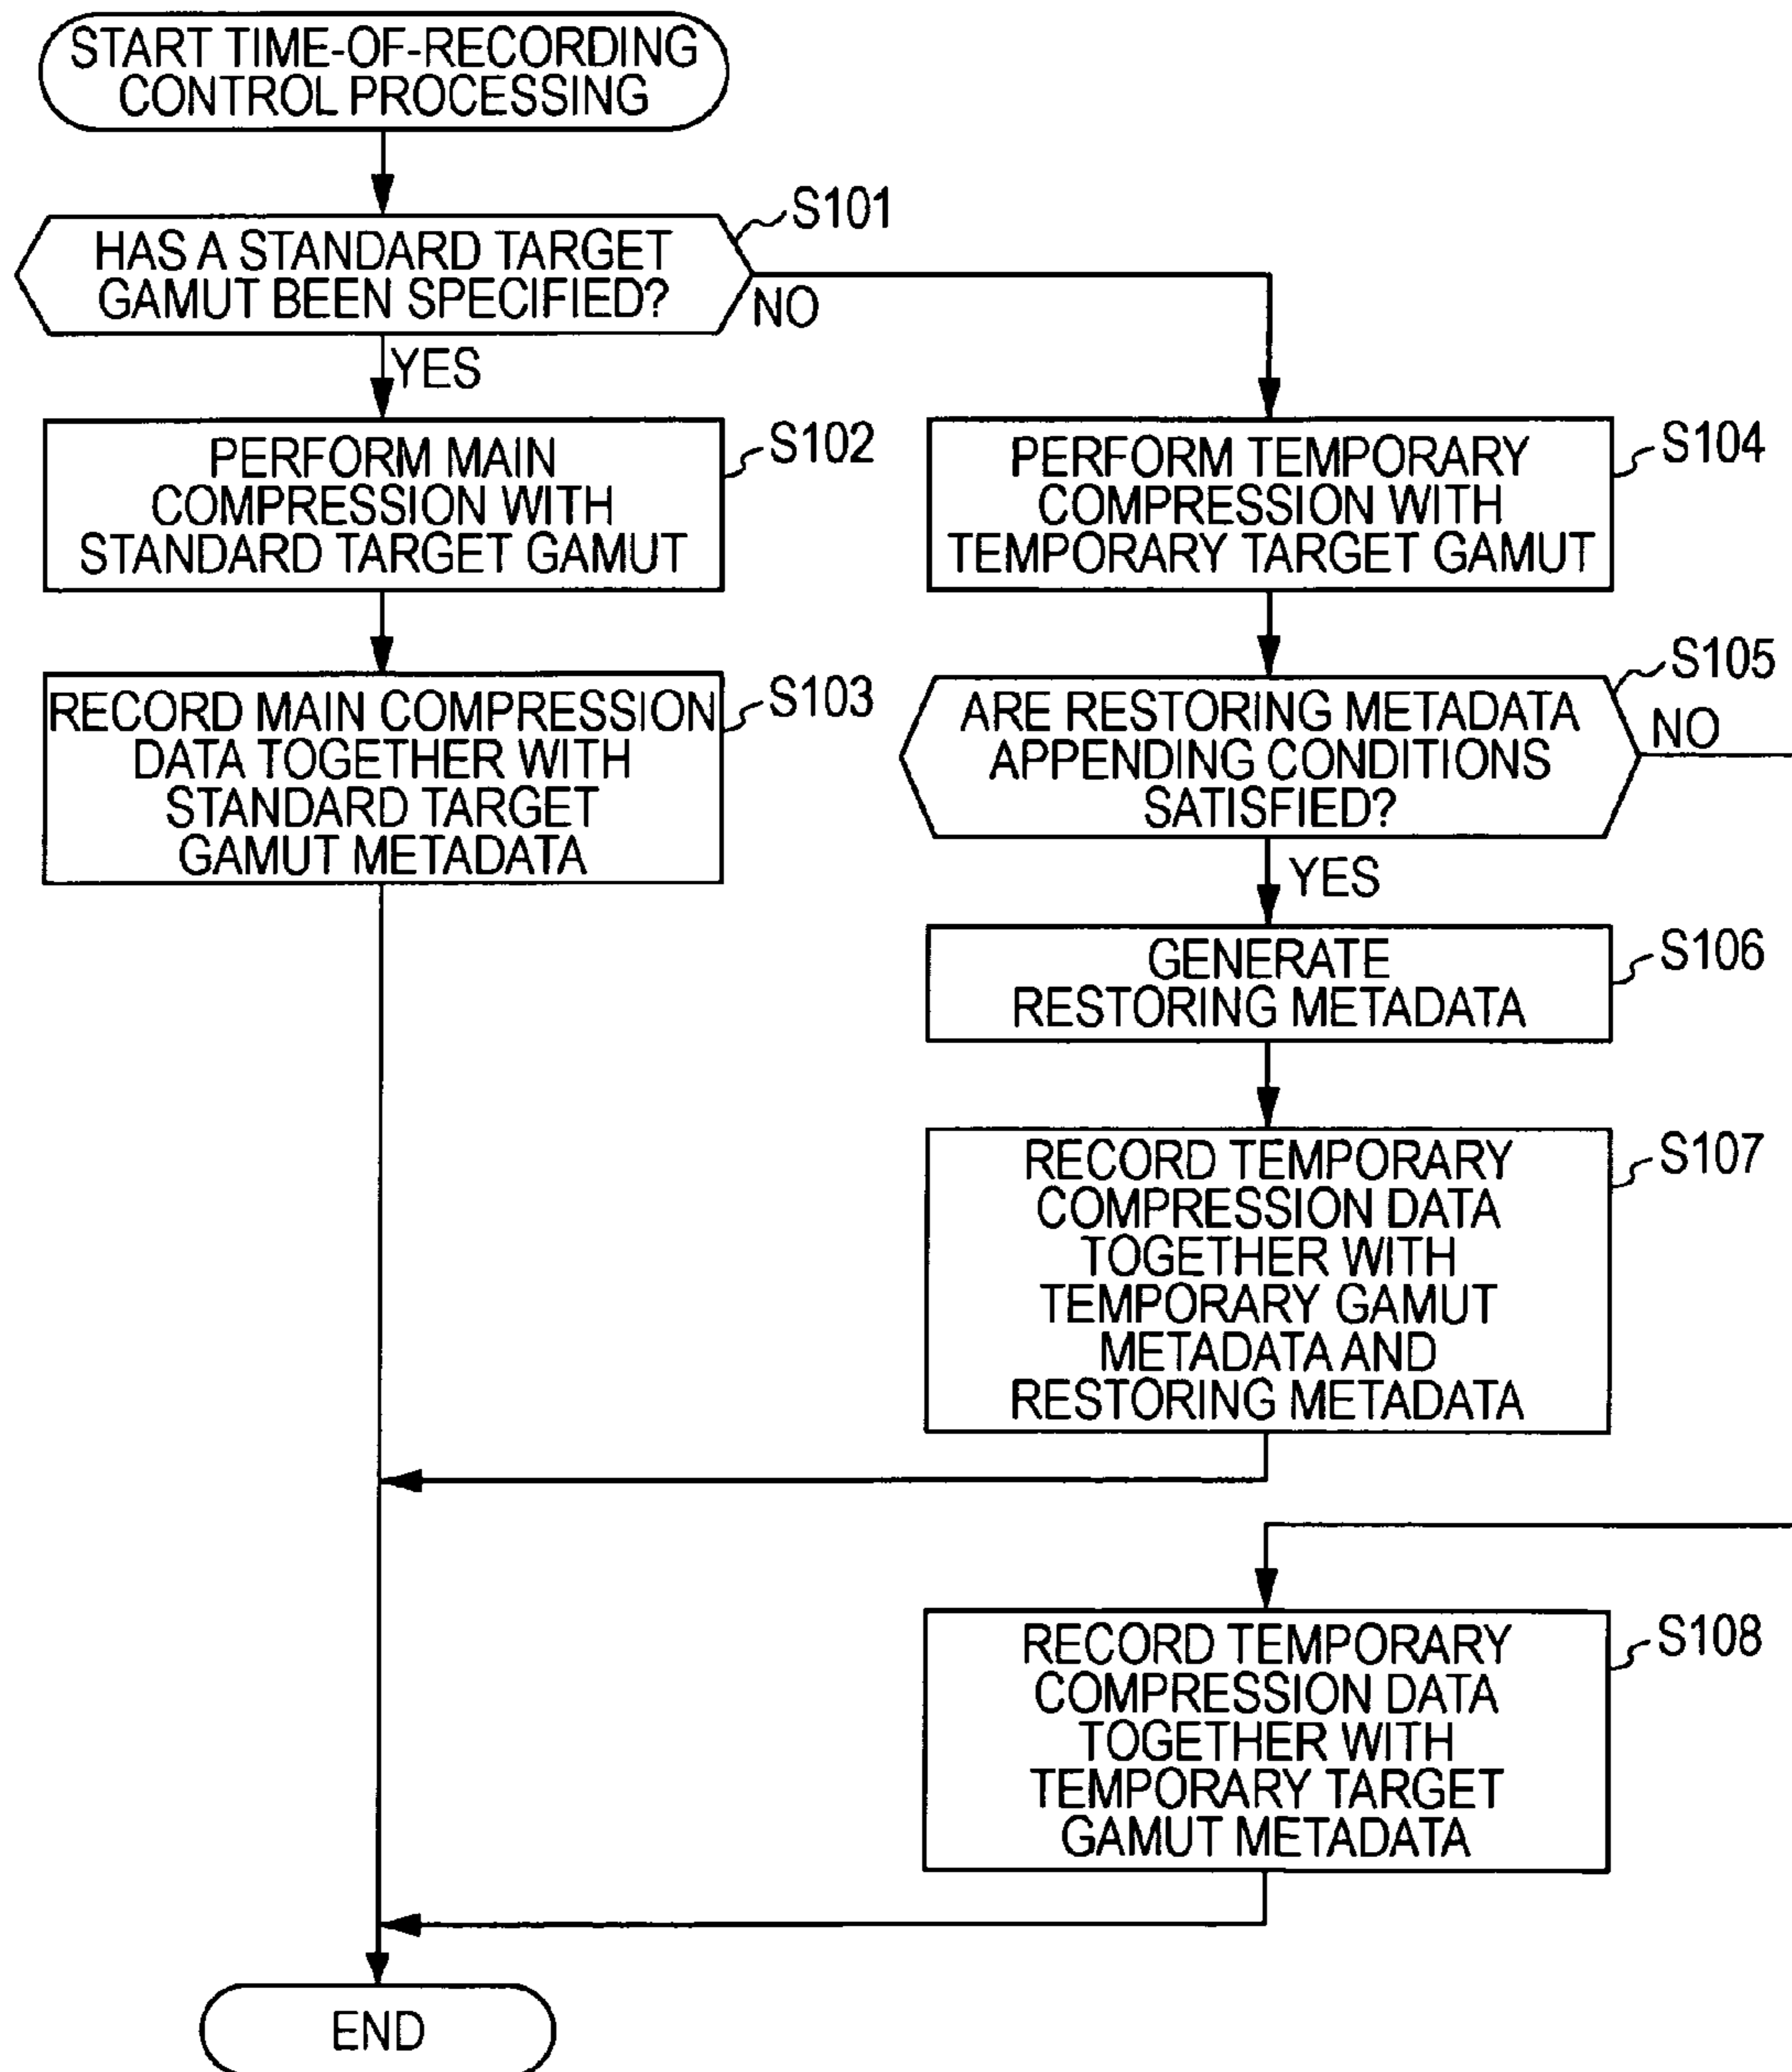 START TIME-OF-RECORDING
CONTROL PROCESSING
S101
HAS A STANDARD TARGET
GAMUT BEEN SPECIFIED?
NO
YES
S102
PERFORM MAIN
COMPRESSION WITH
STANDARD TARGET GAMUT
S104
PERFORM TEMPORARY
COMPRESSION WITH
TEMPORARY TARGET GAMUT
S103
RECORD MAIN COMPRESSION
DATA TOGETHER WITH
STANDARD TARGET
GAMUT METADATA
S105
ARE RESTORING METADATA
APPENDING CONDITIONS
SATISFIED?
NO
YES
S106
GENERATE
RESTORING METADATA
S107
RECORD TEMPORARY
COMPRESSION DATA
TOGETHER WITH
TEMPORARY GAMUT
METADATA AND
RESTORING METADATA
S108
RECORD TEMPORARY
COMPRESSION DATA
TOGETHER WITH
TEMPORARY TARGET
GAMUT METADATA
END